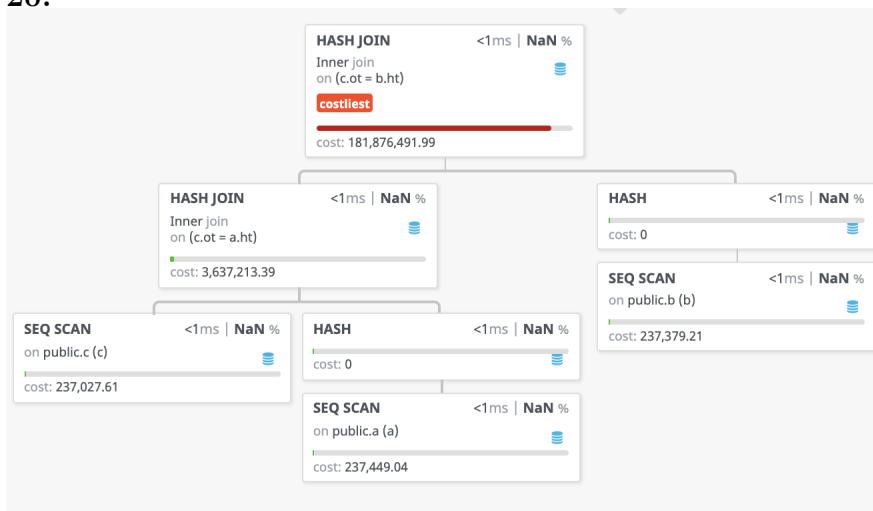 20.
HASH JOIN <1ms | NaN %
Inner join
on (c.ot = b.ht)
costliest
cost: 181,876,491.99
HASH JOIN <1ms | NaN %
Inner join
on (c.ot = a.ht)
cost: 3,637,213.39
HASH <1ms | NaN %
cost: 0
SEQ SCAN <1ms | NaN %
on public.b (b)
cost: 237,379.21
SEQ SCAN <1ms | NaN %
on public.c (c)
cost: 237,027.61
HASH <1ms | NaN %
cost: 0
SEQ SCAN <1ms | NaN %
on public.a (a)
cost: 237,449.04